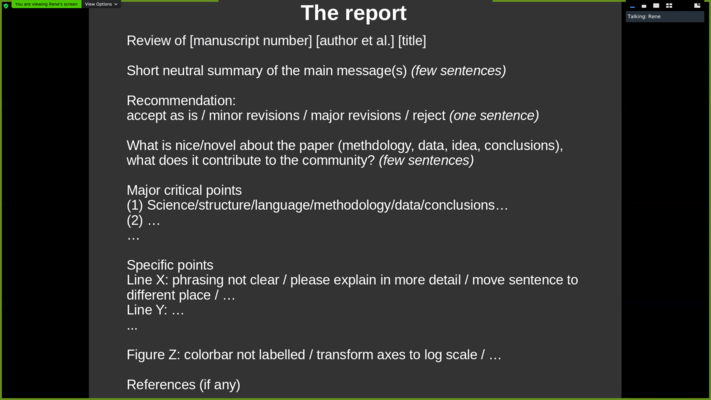 You are viewing Rene's screen
View Options
Talking: Rene
The report
Review of [manuscript number] [author et al.] [title]
Short neutral summary of the main message(s) (few sentences)
Recommendation:
accept as is / minor revisions / major revisions / reject (one sentence)
What is nice/novel about the paper (methdology, data, idea, conclusions),
what does it contribute to the community? (few sentences)
Major critical points
(1) Science/structure/language/methodology/data/conclusions…
(2) …
…
Specific points
Line X: phrasing not clear / please explain in more detail / move sentence to
different place / …
Line Y: …
...
Figure Z: colorbar not labelled / transform axes to log scale / …
References (if any)